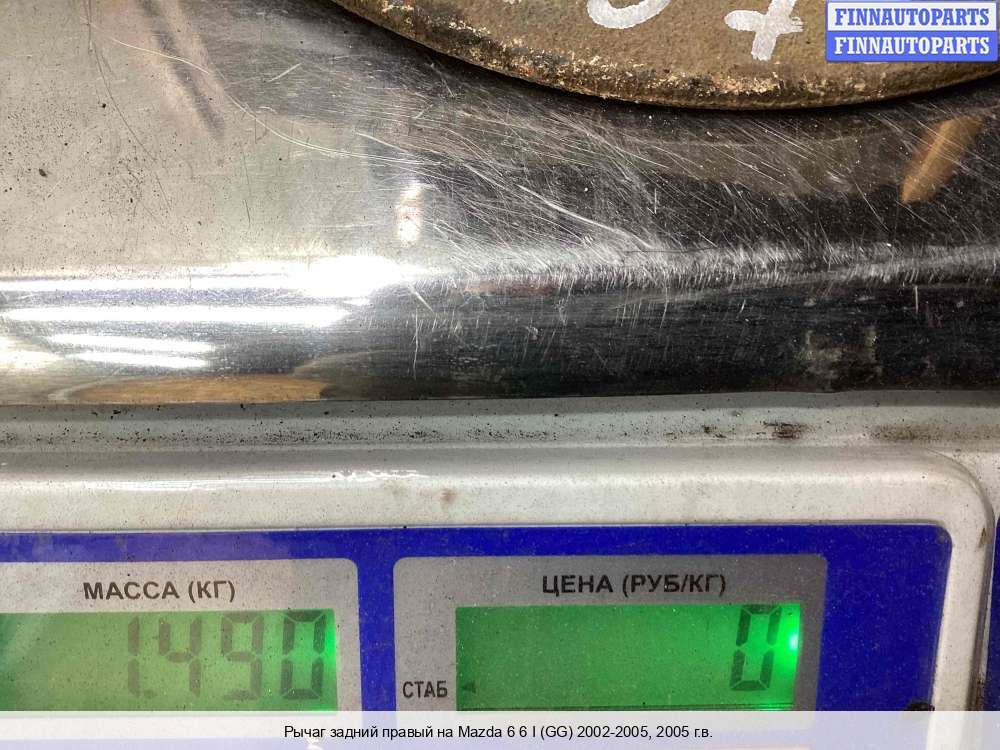 FINNAUTOPARTS
FINNAUTOPARTS
МАССА (КГ)
ЦЕНА (РУБ/КГ)
1.490
0
СТАБ
Рычаг задний правый на Mazda 6 6 I (GG) 2002-2005, 2005 г.в.